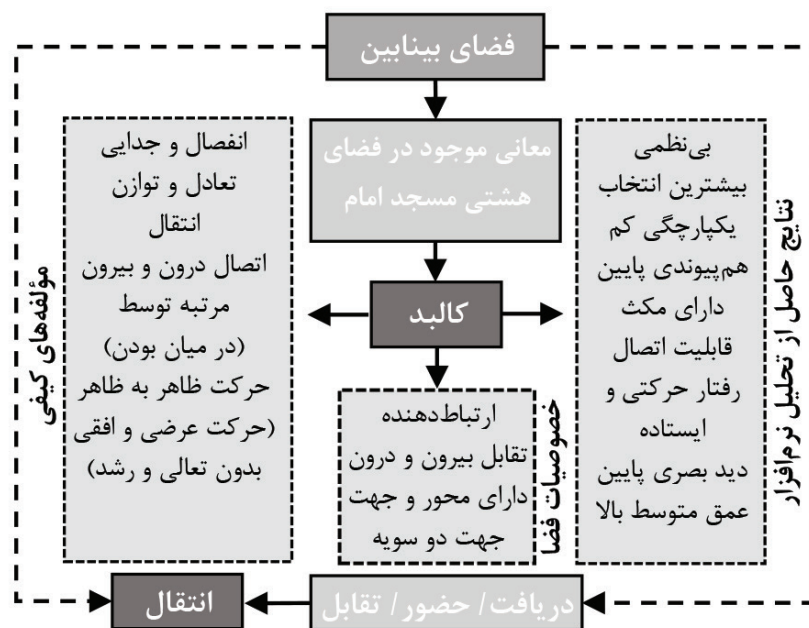 فضای بینابین
معانی موجود در فضای
هشتی مسجد امام
کالبد
نتایج حاصل از تحلیل نرم‌افزار
بی‌نظمی
بیشترین انتخاب
یکپارچگی کم
هم‌پیوندی پایین
دارای مکث
قابلیت اتصال
رفتار حرکتی و
ایستاده
دید بصری پایین
عمق متوسط بالا
خصوصیات فضا
ارتباط‌دهنده
تقابل بیرون و درون
دارای محور و جهت
جهت دو سویه
مؤلفه‌های کیفی
انفصال و جدایی
تعادل و توازن
انتقال
اتصال درون و بیرون
مرتبه توسط
(در میان بودن)
حرکت ظاهر به ظاهر
(حرکت عرضی و افقی
بدون تعالی و رشد)
دریافت/ حضور/ تقابل
انتقال